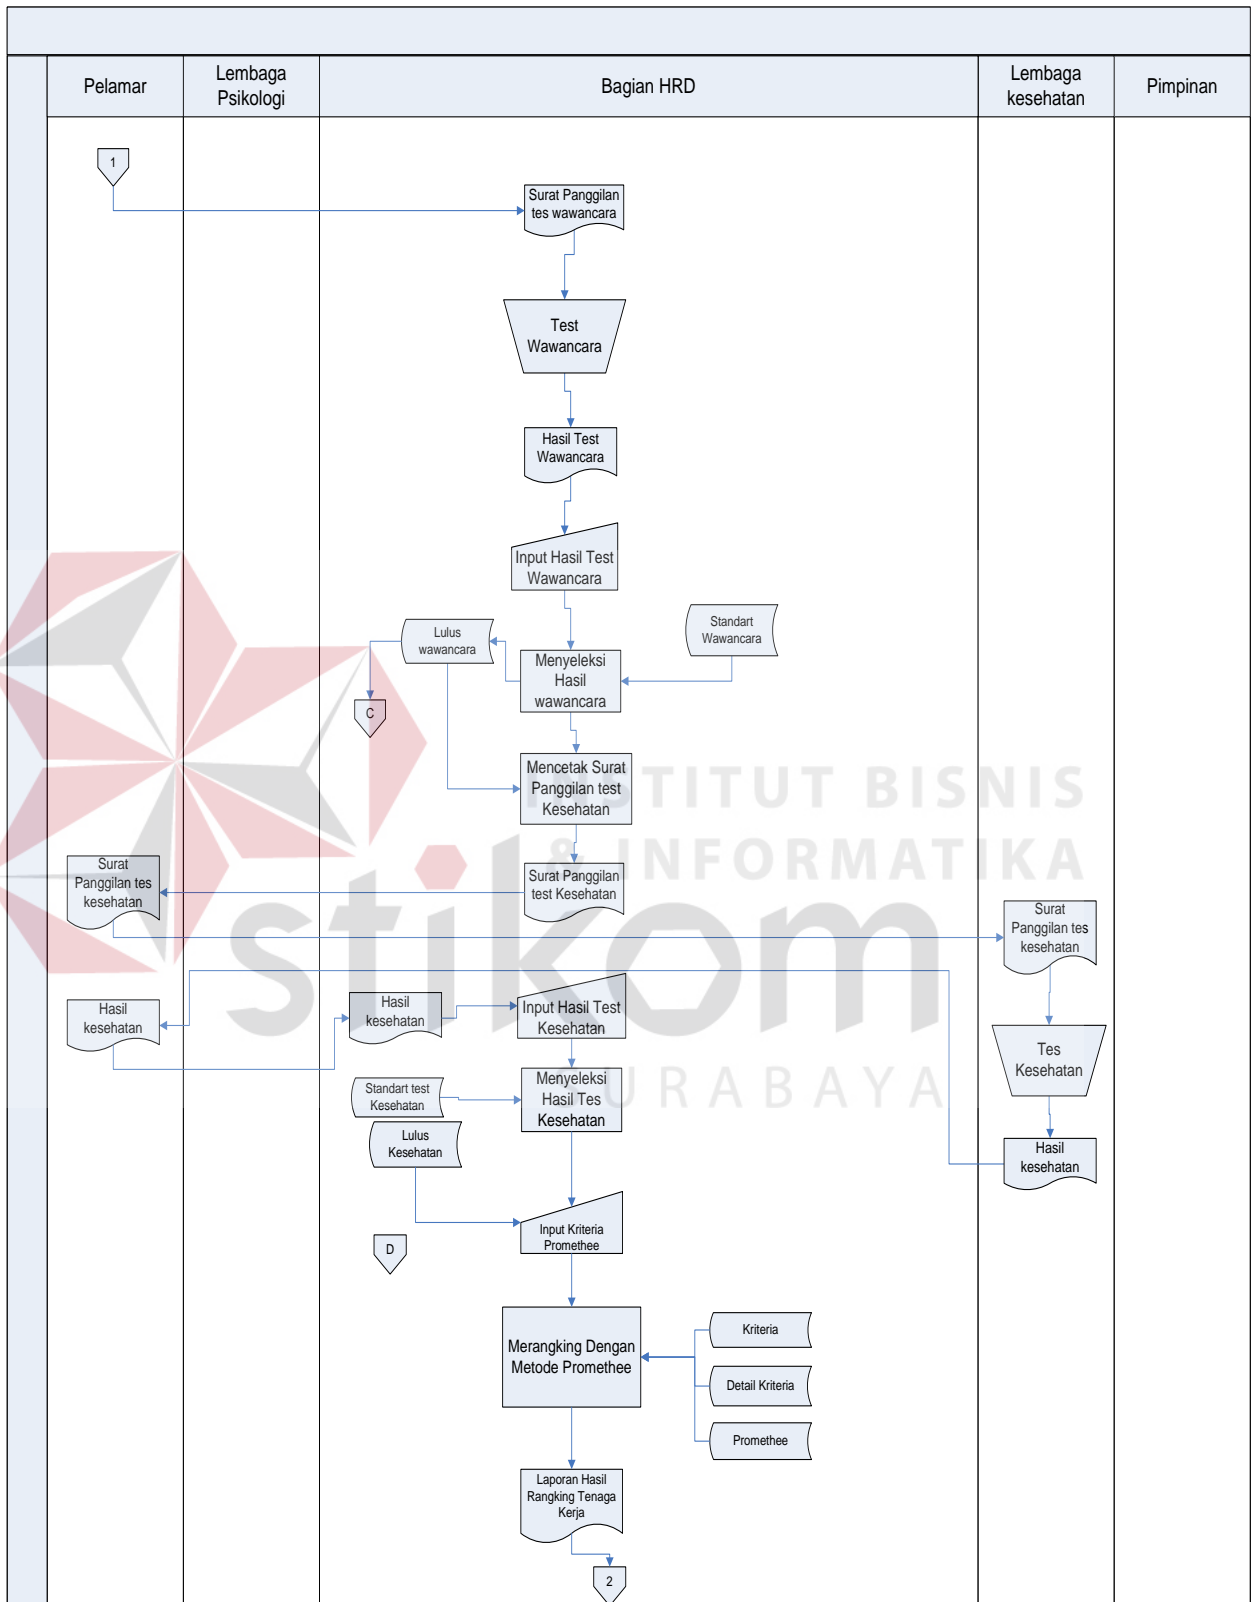 Pelamar
Lembaga
Psikologi
Bagian HRD
Lembaga
kesehatan
Pimpinan
1
Surat Panggilan
tes wawancara
Test
Wawancara
Hasil Test
Wawancara
Input Hasil Test
Wawancara
Lulus
wawancara
Standart
Wawancara
Menyeleksi
Hasil
wawancara
C
Mencetak Surat
Panggilan test
Kesehatan
INSTITUT BISNIS
& INFORMATIKA
stikom
SURABAYA
Surat
Panggilan tes
kesehatan
Surat Panggilan
test Kesehatan
Surat
Panggilan tes
kesehatan
Hasil
kesehatan
Hasil
kesehatan
Input Hasil Test
Kesehatan
Tes
Kesehatan
Standart test
Kesehatan
Menyeleksi
Hasil Tes
Kesehatan
Lulus
Kesehatan
Hasil
kesehatan
Input Kriteria
Promethee
D
Merangking Dengan
Metode Promethee
Kriteria
Detail Kriteria
Promethee
Laporan Hasil
Rangking Tenaga
Kerja
2